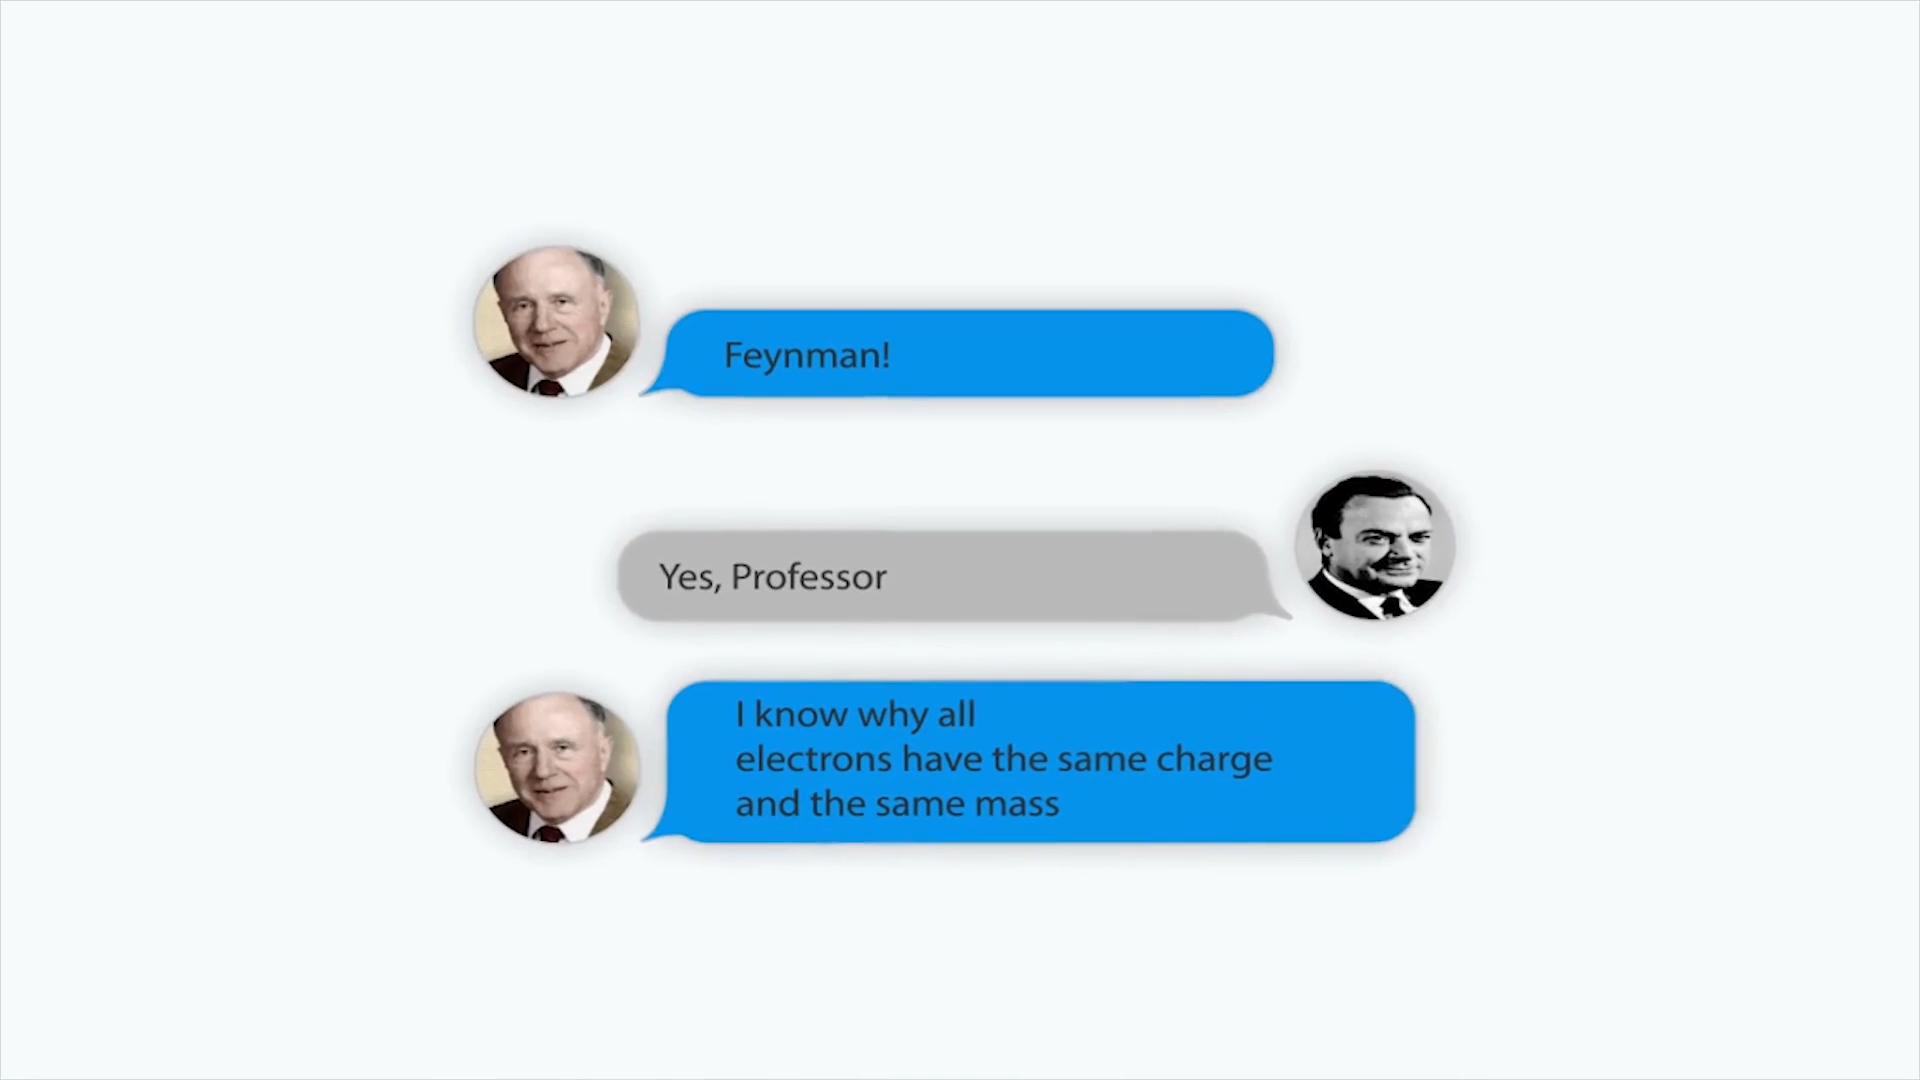 Feynman!
Yes, Professor
I know why all
electrons have the same charge
and the same mass